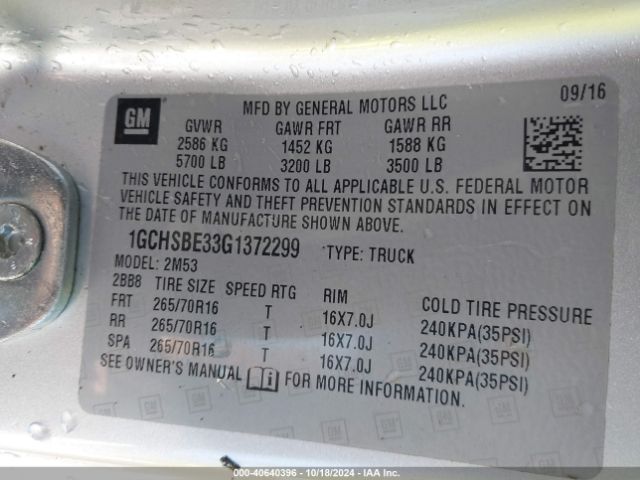 GM
MFD BY GENERAL MOTORS LLC 09/16
GVWR GAWR FRT GAWR RR
2586 KG 1452 KG 1588 KG
5700 LB 3200 LB 3500 LB
THIS VEHICLE CONFORMS TO ALL APPLICABLE U.S. FEDERAL MOTOR
VEHICLE SAFETY AND THEFT PREVENTION STANDARDS IN EFFECT ON
THE DATE OF MANUFACTURE SHOWN ABOVE.
1GCHSBE33G1372299 TYPE: TRUCK
MODEL: 2M53
2BB8 TIRE SIZE SPEED RTG RIM COLD TIRE PRESSURE
FRT 265/70R16 T 16X7.0J 240KPA(35PSI)
RR 265/70R16 T 16X7.0J 240KPA(35PSI)
SPA 265/70R16 T 16X7.0J 240KPA(35PSI)
SEE OWNER'S MANUAL FOR MORE INFORMATION.
000-40640396 - 10/18/2024 - IAA Inc.